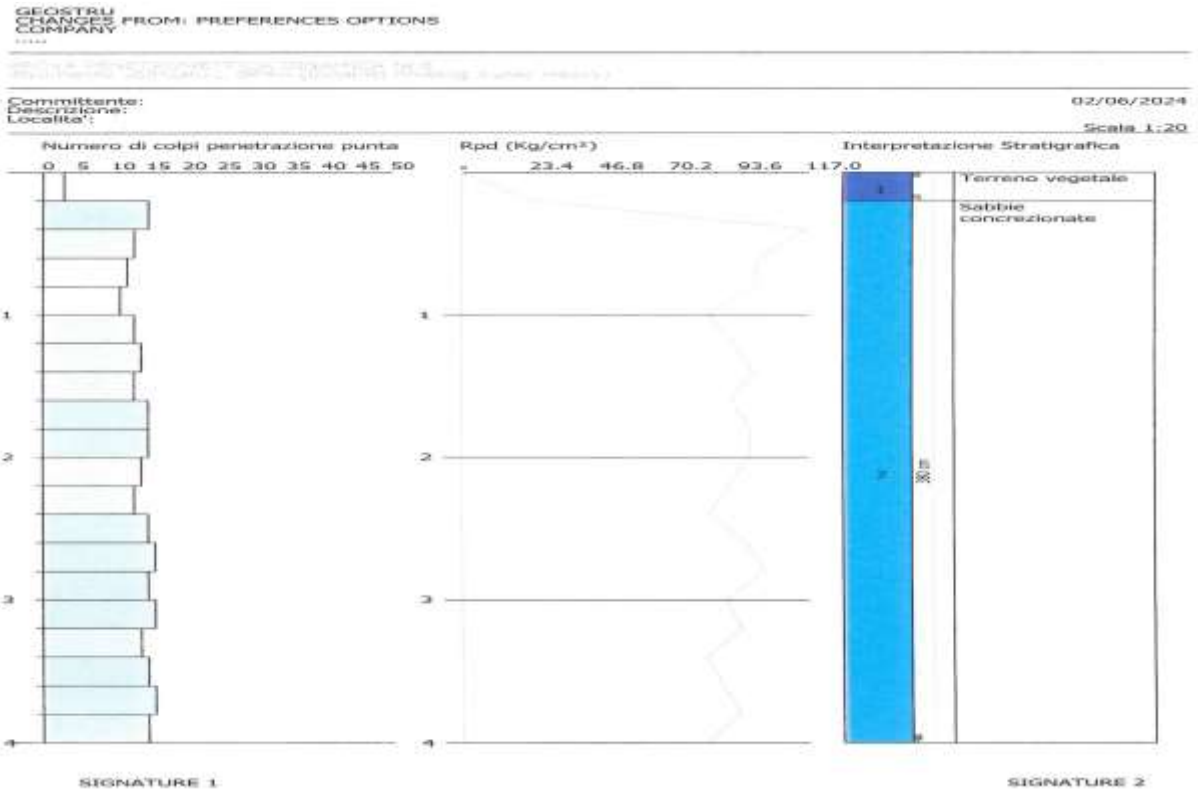 GEOSTRU
CHANGES FROM: PREFERENCES OPTIONS
COMPANY
Committente:
Descrizione:
Localita':
02/06/2024
Scala 1:20
Numero di colpi penetrazione punta
Rpd (Kg/cm²)
Interpretazione Stratigrafica
0 5 10 15 20 25 30 35 40 45 50
23.4 46.8 70.2 93.6 117.0
Terreno vegetale
Sabbie
concrezionate
1
1
2
2
380 cm
3
3
4
4
SIGNATURE 1
SIGNATURE 2